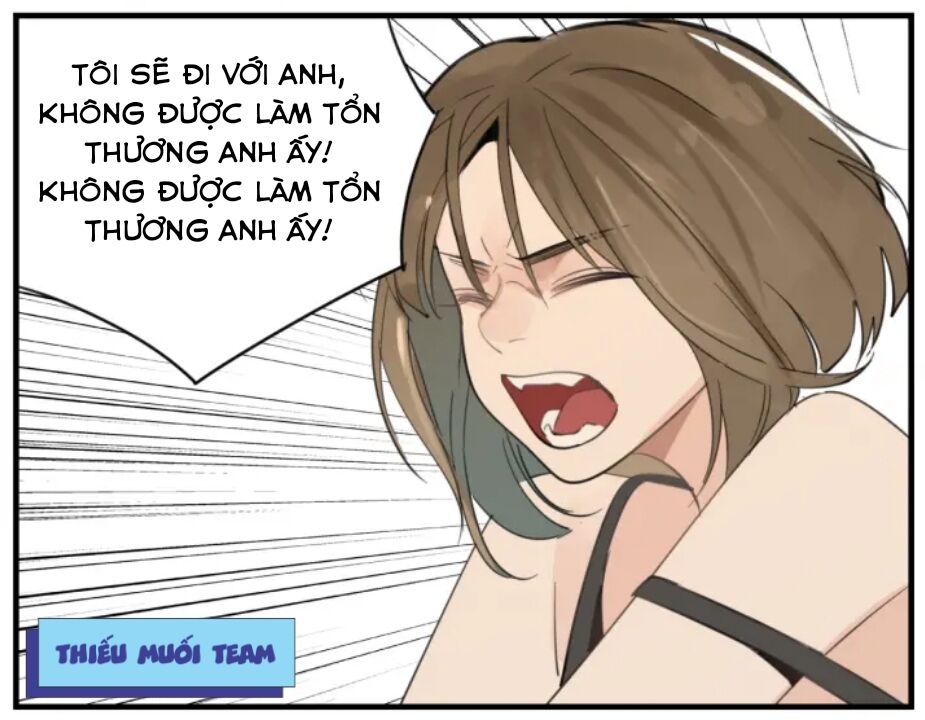 TÔI SẼ ĐI VỚI ANH,
KHÔNG ĐƯỢC LÀM TỔN
THƯƠNG ANH ẤY!
KHÔNG ĐƯỢC LÀM TỔN
THƯƠNG ANH ẤY!
THIẾU MUỐI TEAM